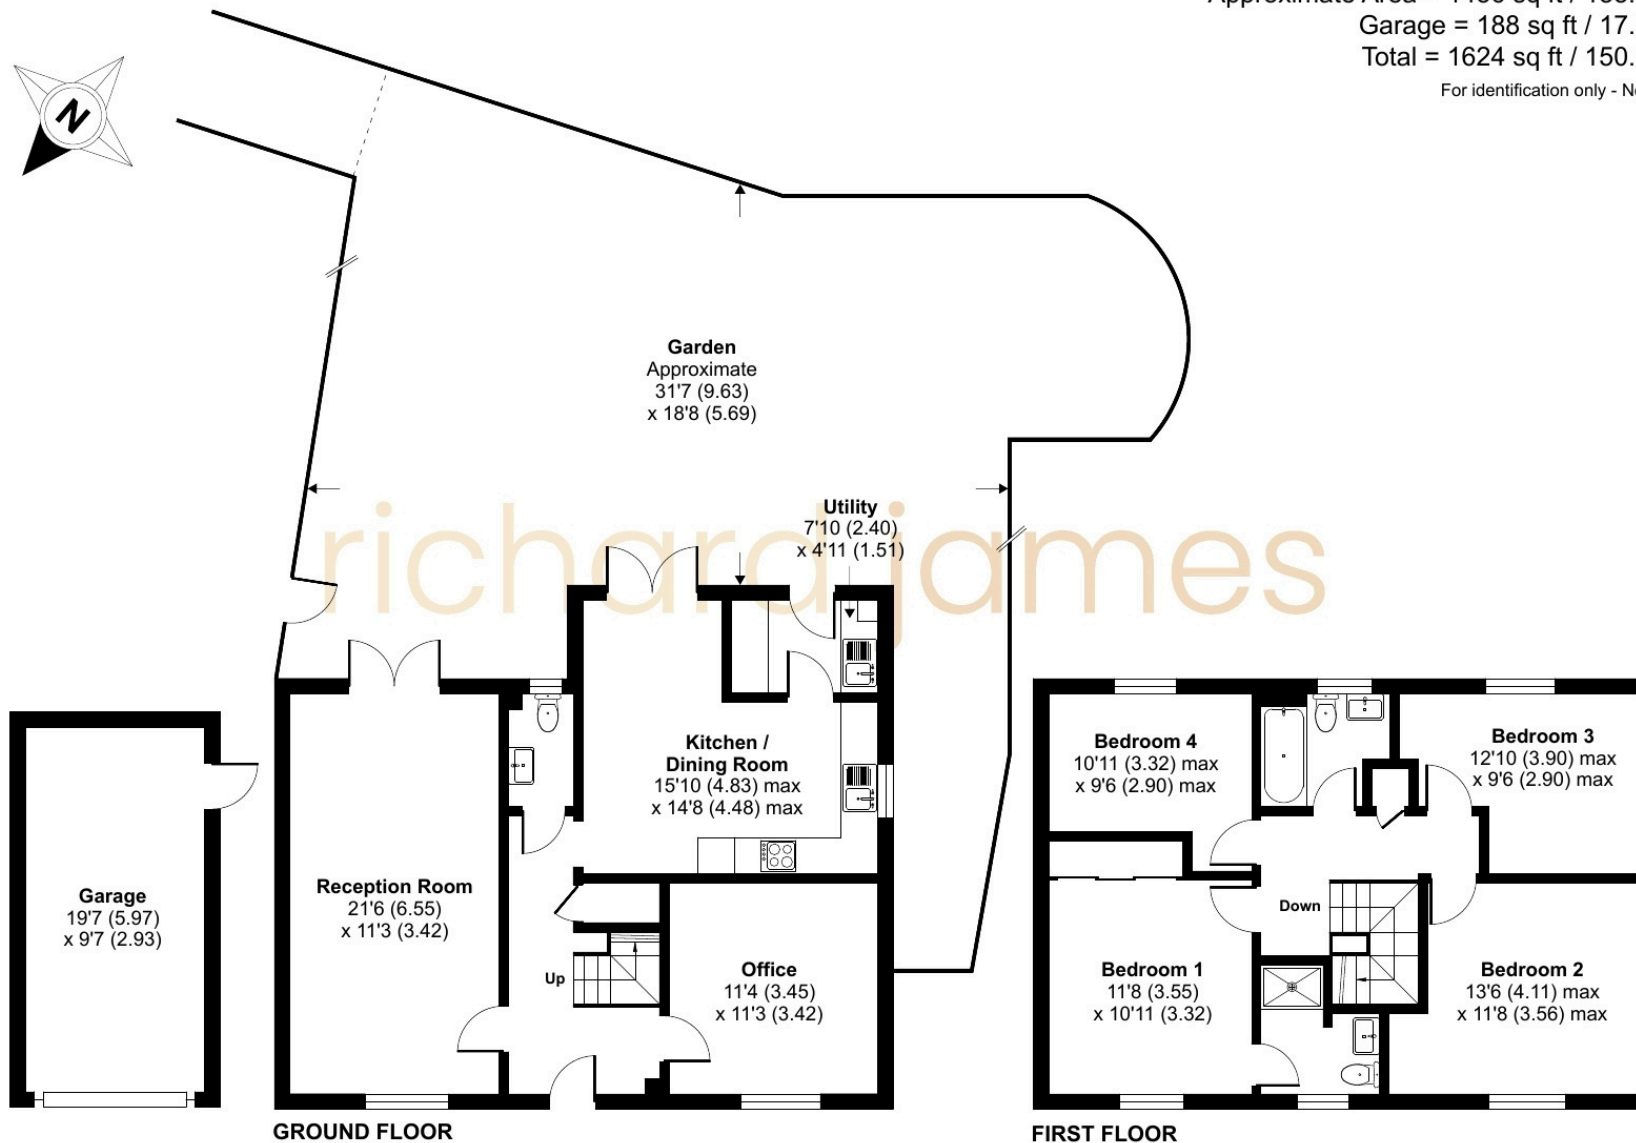 Garage = 188 sq ft / 17.
Total = 1624 sq ft / 150.
For identification only -
N
Garden
Approximate
31'7 (9.63)
x 18'8 (5.69)
richard james
Utility
7'10 (2.40)
x 4'11 (1.51)
Kitchen /
Dining Room
15'10 (4.83) max
x 14'8 (4.48) max
Reception Room
21'6 (6.55)
x 11'3 (3.42)
Garage
19'7 (5.97)
x 9'7 (2.93)
Up
Office
11'4 (3.45)
x 11'3 (3.42)
GROUND FLOOR
Bedroom 4
10'11 (3.32) max
x 9'6 (2.90) max
Bedroom 3
12'10 (3.90) max
x 9'6 (2.90) max
Down
Bedroom 1
11'8 (3.55)
x 10'11 (3.32)
Bedroom 2
13'6 (4.11) max
x 11'8 (3.56) max
FIRST FLOOR